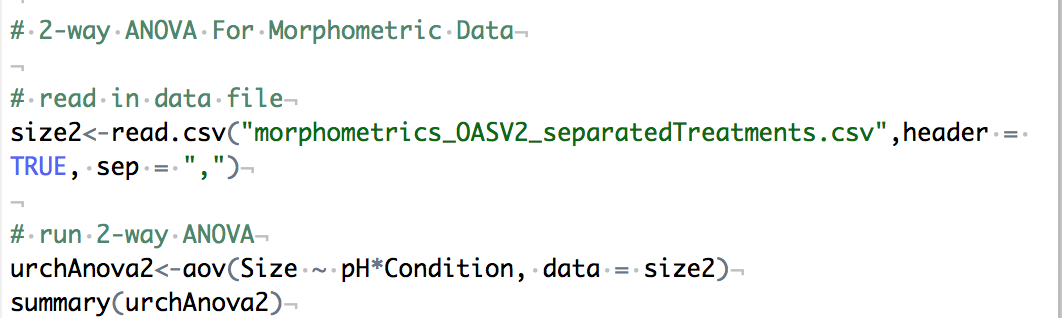 # 2-way ANOVA For Morphometric Data¬
¬
# read in data file¬
size2<-read.csv("morphometrics_OASV2_separatedTreatments.csv",header =
TRUE, sep = ",")¬
¬
# run 2-way ANOVA¬
urchAnova2<-aov(Size ~ pH*Condition, data = size2)¬
summary(urchAnova2)¬